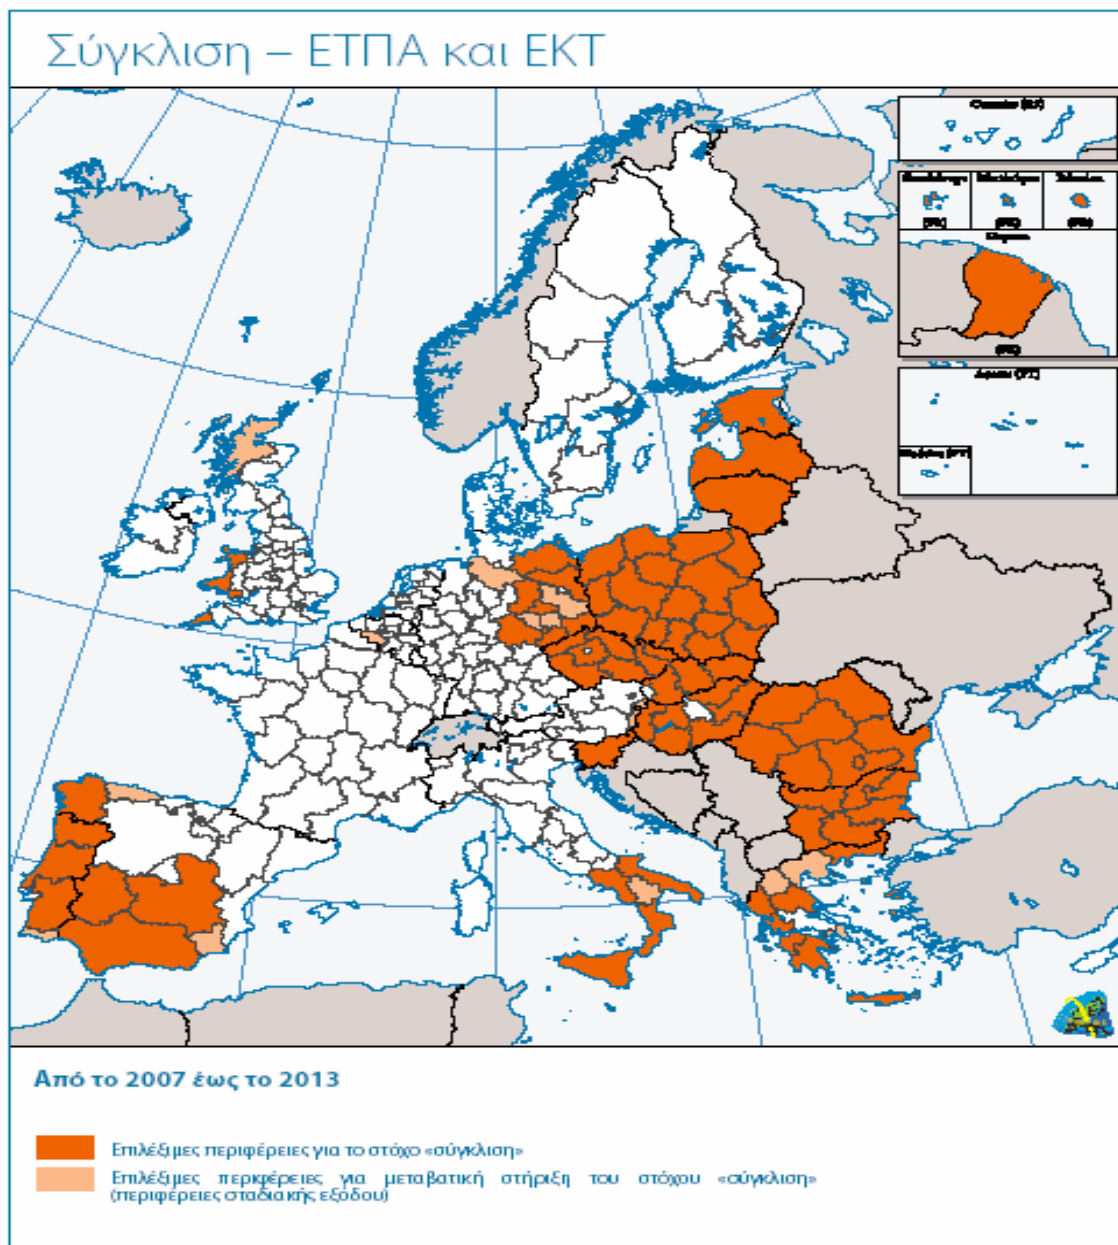 Σύγκλιση – ΕΤΠΑ και ΕΚΤ
(PT)
Από το 2007 έως το 2013
Επιλέξιμες περιφέρειες για το στόχο «σύγκλιση»
Επιλέξιμες περιφέρειες για μεταβατική στήριξη του στόχου «σύγκλιση»
(περιφέρειες σταδιακής εξόδου)